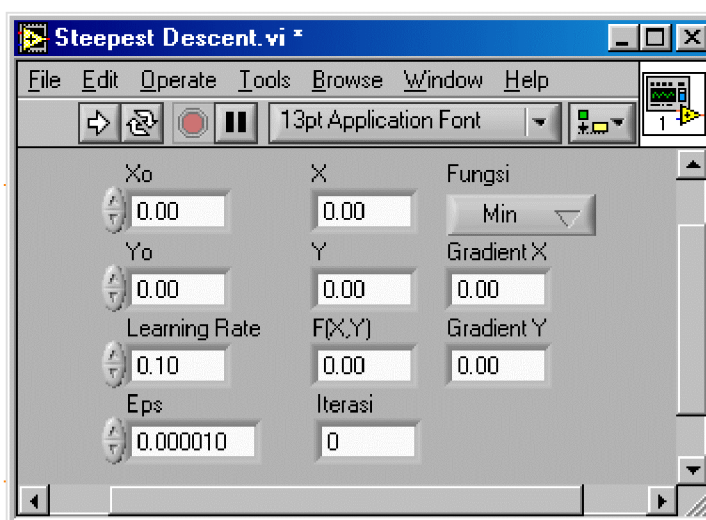 Steepest Descent.vi *
File Edit Operate Tools Browse Window Help
13pt Application Font
1
Xo X Fungsi
0.00 0.00 Min
Yo Y Gradient X
0.00 0.00 0.00
Learning Rate F(X,Y) Gradient Y
0.10 0.00 0.00
Eps Iterasi
0.000010 0